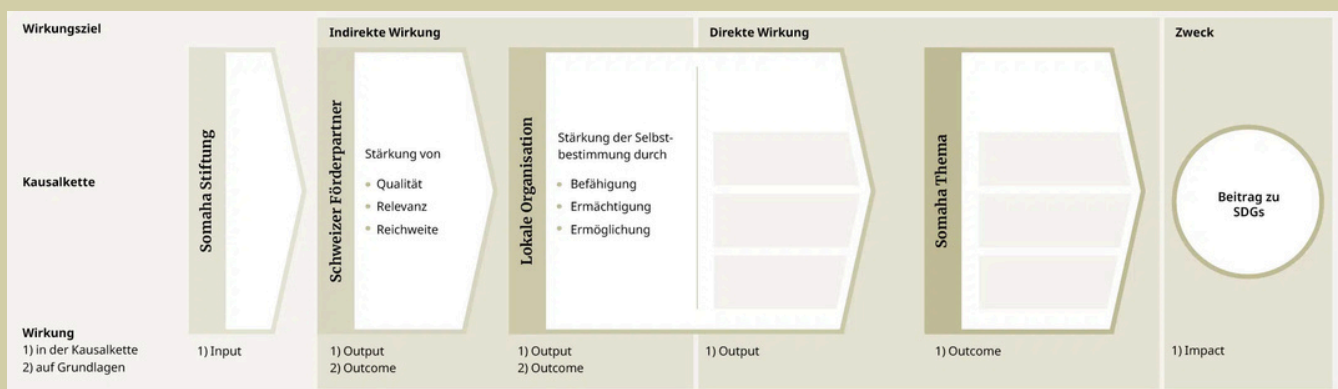 Wirkungsziel
Indirekte Wirkung
Direkte Wirkung
Zweck
Kausalkette
Somaha Stiftung
Schweizer Förderpartner
Stärkung von
• Qualität
• Relevanz
• Reichweite
Lokale Organisation
Stärkung der Selbst-
bestimmung durch
• Befähigung
• Ermächtigung
• Ermöglichung
Somaha Thema
Beitrag zu
SDGs
Wirkung
1) in der Kausalkette
2) auf Grundlagen
1) Input
1) Output
2) Outcome
1) Output
2) Outcome
1) Output
1) Outcome
1) Impact